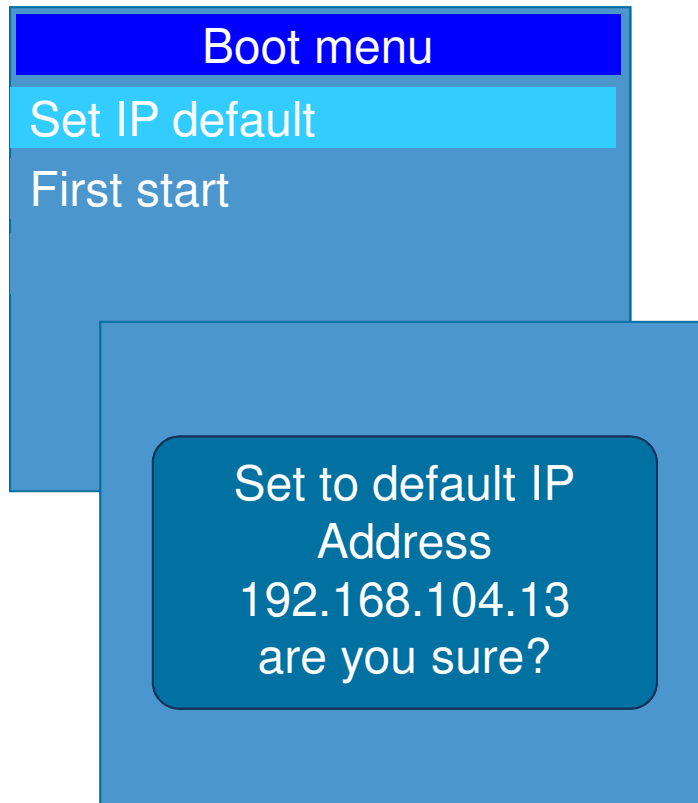 Boot menu
Set IP default
First start
Set to default IP
Address
192.168.104.13
are you sure?